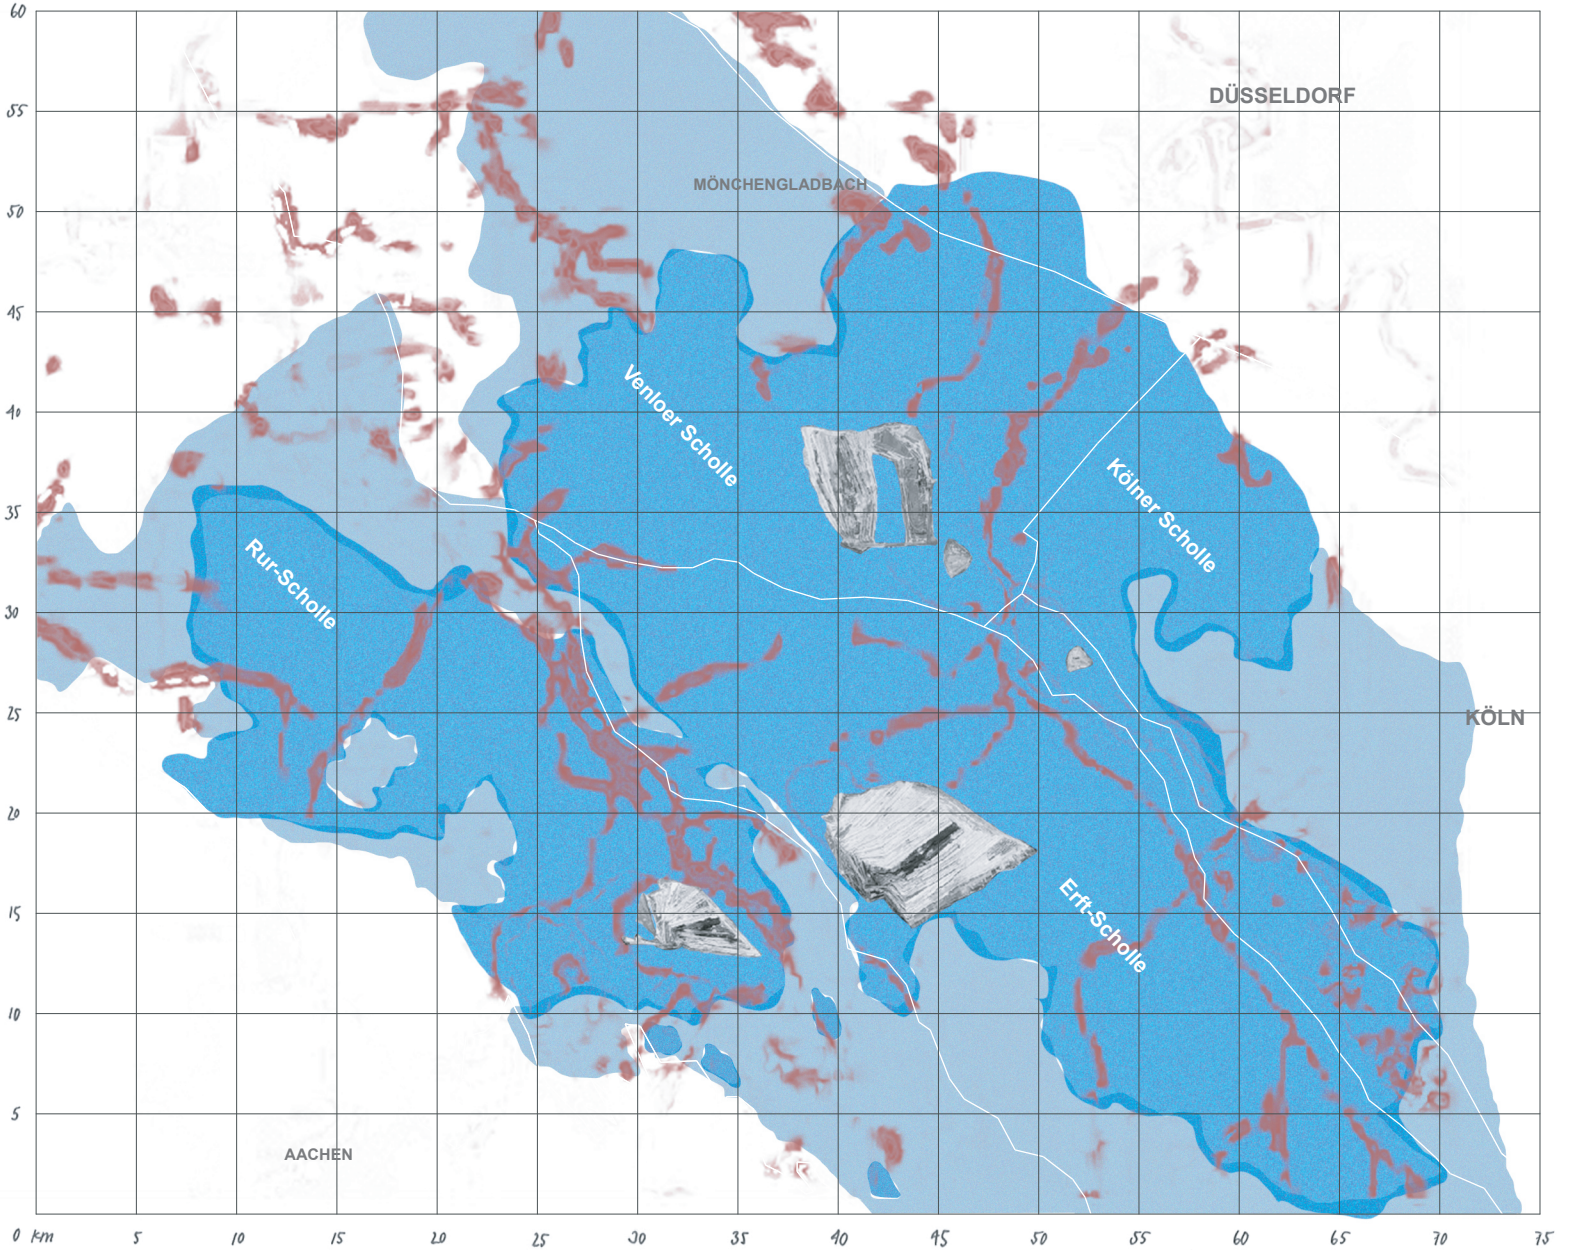 60
55
DÜSSELDORF
MÖNCHENGLADBACH
50
45
Venloer Scholle
40
Kölner Scholle
35
Rur-Scholle
30
25
KÖLN
20
Erft-Scholle
15
10
5
AACHEN
0 km 5 10 15 20 25 30 35 40 45 50 55 60 65 70 75